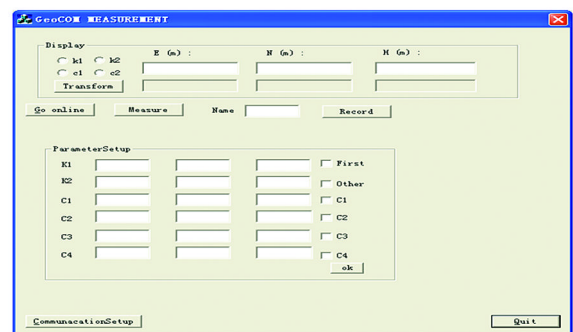 GeoCOM MEASUREMENT
Display
E (m) : N (m) : H (m) :
k1 k2
c1 c2
Transform
Go online Measure Name Record
ParameterSetup
K1 First
K2 Other
C1 C1
C2 C2
C3 C3
C4 C4
ok
CommunacationSetup Quit